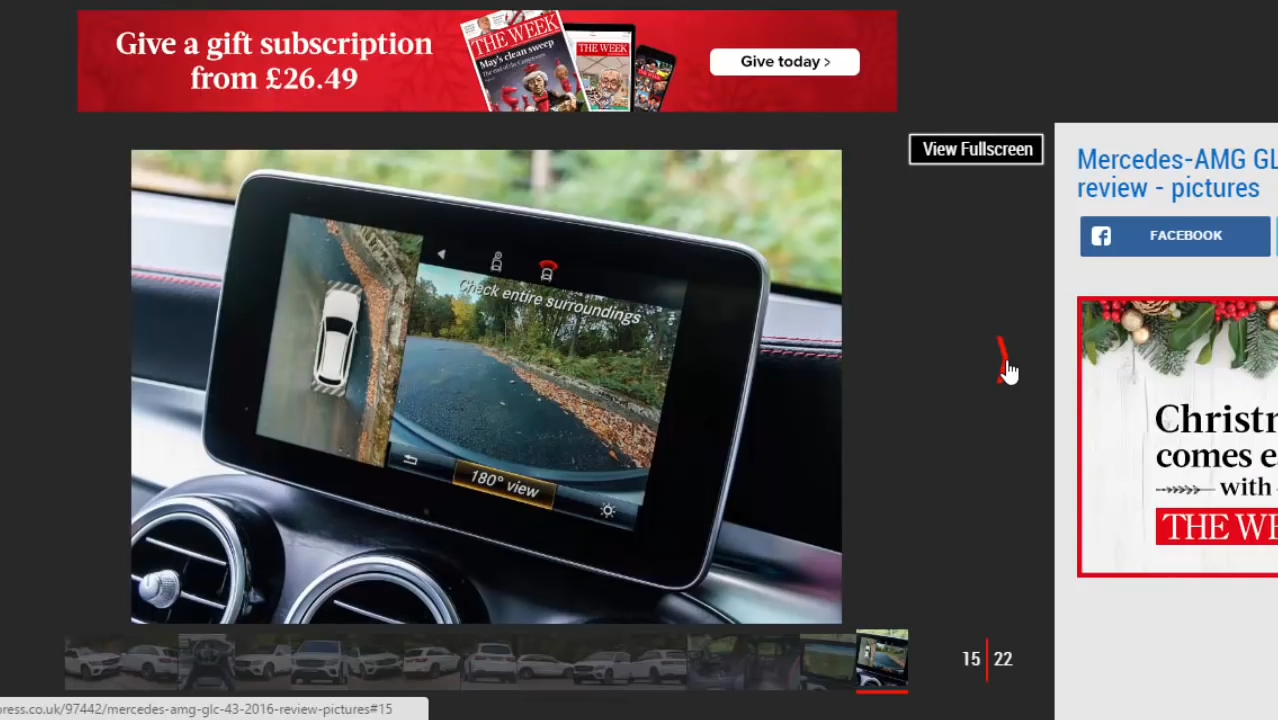 Give a gift subscription
from £26.49
THE WEEK
May's clean sweep
THE WEEK
Give today >
View Fullscreen
Mercedes-AMG GL
review - pictures
FACEBOOK
Check entire surroundings
180° view
Christ
comes e
with
THE WE
15 22
press.co.uk/97442/mercedes-amg-glc-43-2016-review-pictures#15